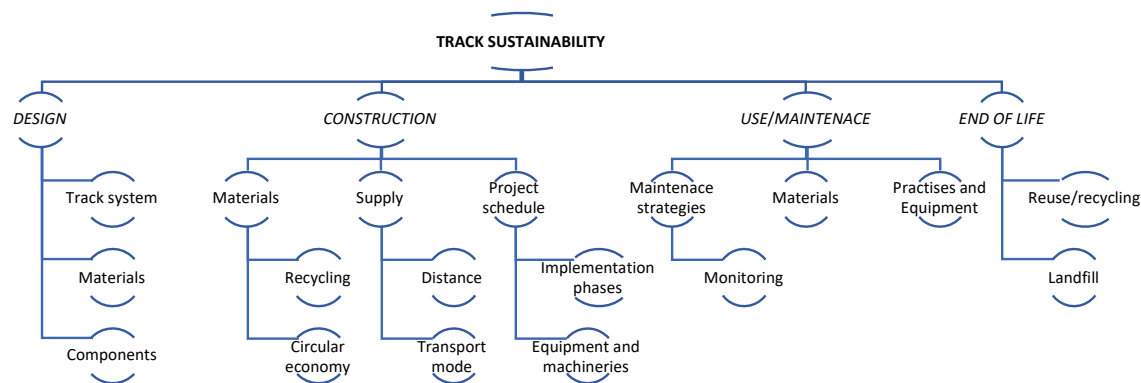 TRACK SUSTAINABILITY
DESIGN
CONSTRUCTION
USE/MAINTENACE
END OF LIFE
Track system
Materials
Components
Materials
Recycling
Circular
economy
Supply
Distance
Transport
mode
Project
schedule
Implementation
phases
Equipment and
machineries
Maintenace
strategies
Monitoring
Materials
Practises and
Equipment
Reuse/recycling
Landfill